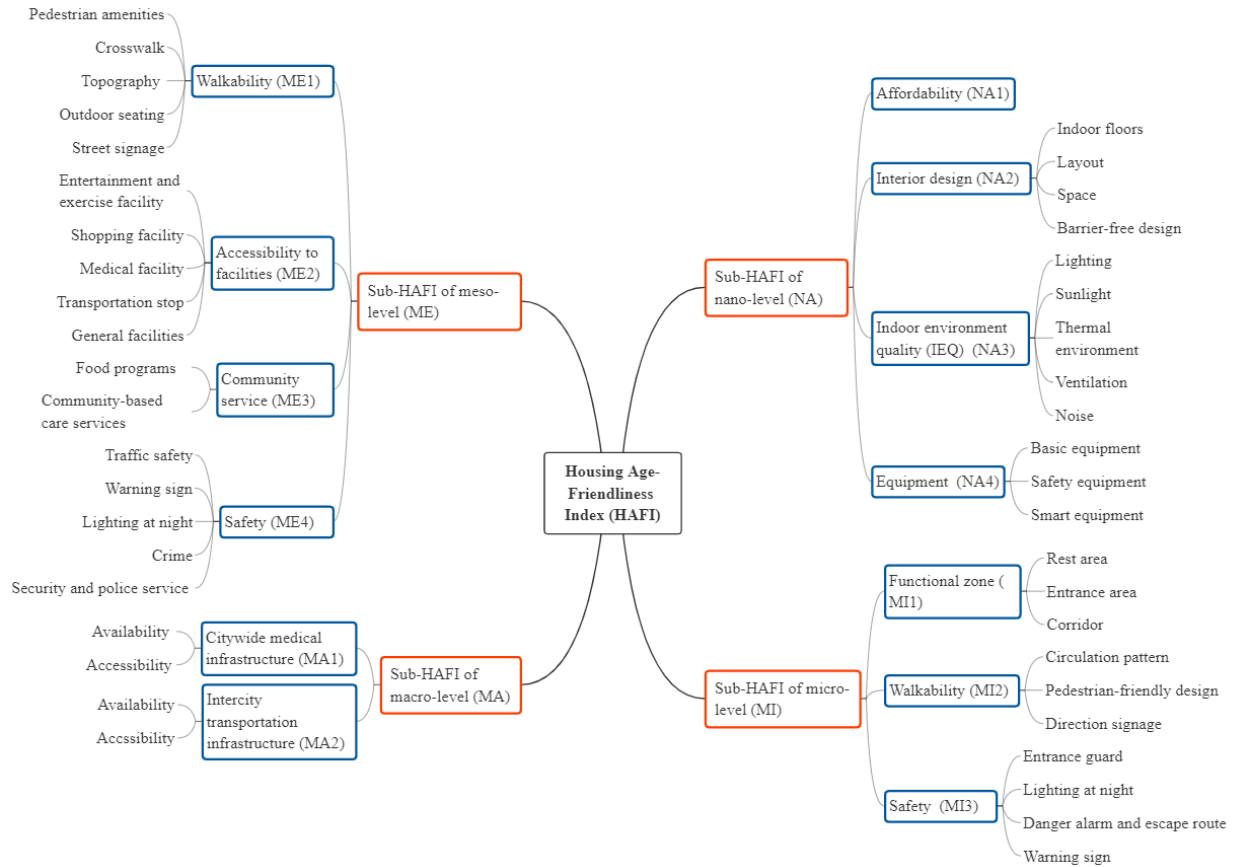 Pedestrian amenities
Crosswalk
Topography
Outdoor seating
Street signage
Walkability (ME1)
Entertainment and
exercise facility
Shopping facility
Medical facility
Transportation stop
General facilities
Accessibility to
facilities (ME2)
Food programs
Community-based
care services
Community
service (ME3)
Traffic safety
Warning sign
Lighting at night
Crime
Security and police service
Safety (ME4)
Sub-HAFI of meso-
level (ME)
Availability
Accessibility
Citywide medical
infrastructure (MA1)
Availability
Accssibility
Intercity
transportation
infrastructure (MA2)
Sub-HAFI of
macro-level (MA)
Housing Age-
Friendliness
Index (HAFI)
Sub-HAFI of
nano-level (NA)
Affordability (NA1)
Interior design (NA2)
Indoor floors
Layout
Space
Barrier-free design
Indoor environment
quality (IEQ) (NA3)
Lighting
Sunlight
Thermal
environment
Ventilation
Noise
Equipment (NA4)
Basic equipment
Safety equipment
Smart equipment
Sub-HAFI of micro-
level (MI)
Functional zone (
MI1)
Rest area
Entrance area
Corridor
Walkability (MI2)
Circulation pattern
Pedestrian-friendly design
Direction signage
Safety (MI3)
Entrance guard
Lighting at night
Danger alarm and escape route
Warning sign